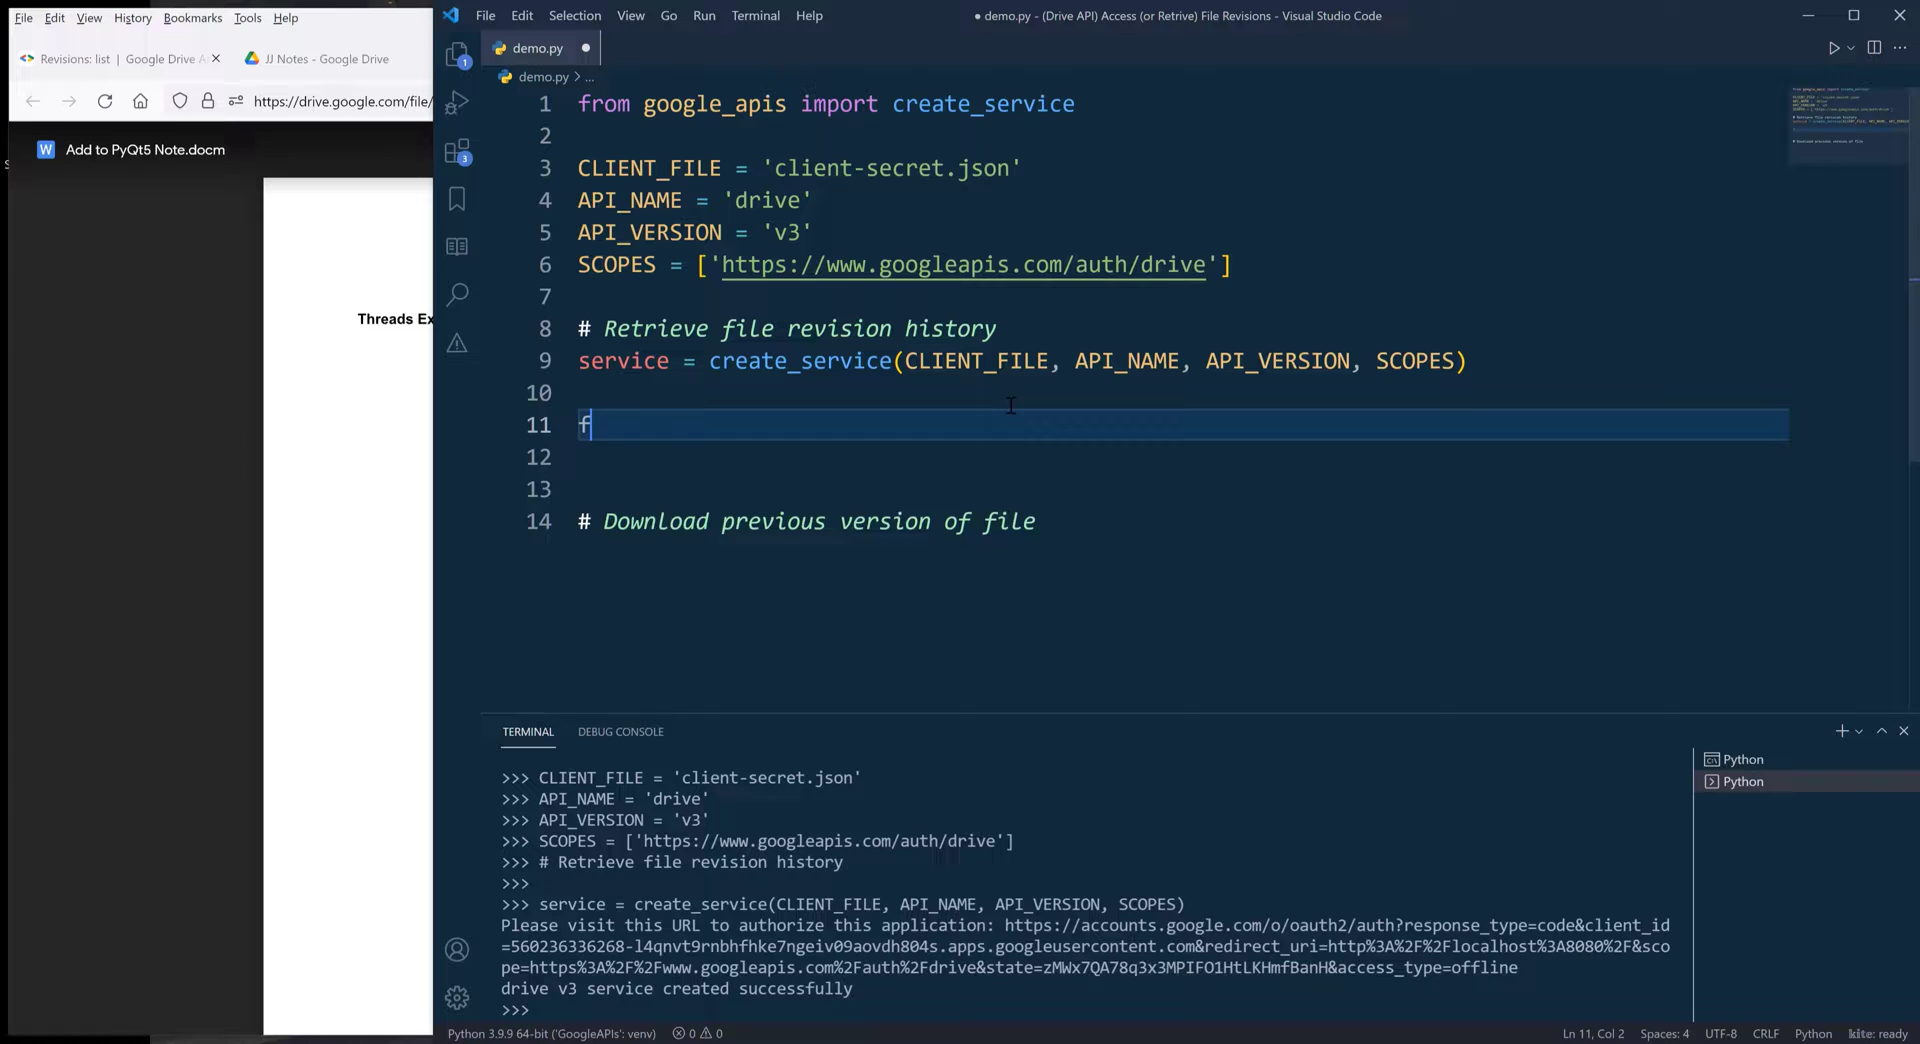 File Edit View History Bookmarks Tools Help
Revisions: list | Google Drive A
JJ Notes - Google Drive
https://drive.google.com/file/
W Add to PyQt5 Note.docm
Threads Ex
File Edit Selection View Go Run Terminal Help
● demo.py - (Drive API) Access (or Retrive) File Revisions - Visual Studio Code
demo.py
demo.py > ...
1 from google_apis import create_service
2
3 CLIENT_FILE = 'client-secret.json'
4 API_NAME = 'drive'
5 API_VERSION = 'v3'
6 SCOPES = ['https://www.googleapis.com/auth/drive']
7
8 # Retrieve file revision history
9 service = create_service(CLIENT_FILE, API_NAME, API_VERSION, SCOPES)
10
11 f
12
13
14 # Download previous version of file
1
3
TERMINAL DEBUG CONSOLE
>>> CLIENT_FILE = 'client-secret.json'
>>> API_NAME = 'drive'
>>> API_VERSION = 'v3'
>>> SCOPES = ['https://www.googleapis.com/auth/drive']
>>> # Retrieve file revision history
>>>
>>> service = create_service(CLIENT_FILE, API_NAME, API_VERSION, SCOPES)
Please visit this URL to authorize this application: https://accounts.google.com/o/oauth2/auth?response_type=code&client_id
=560236336268-l4qnvt9rnbhfhke7ngeiv09aovdh804s.apps.googleusercontent.com&redirect_uri=http%3A%2F%2Flocalhost%3A8080%2F&sco
pe=https%3A%2F%2Fwww.googleapis.com%2Fauth%2Fdrive&state=zMWx7QA78q3x3MPIFO1HtLKHmfBanH&access_type=offline
drive v3 service created successfully
>>>
Python
Python
Python 3.9.9 64-bit ('GoogleAPIs': venv) 0 0
Ln 11, Col 2 Spaces: 4 UTF-8 CRLF Python kite: ready